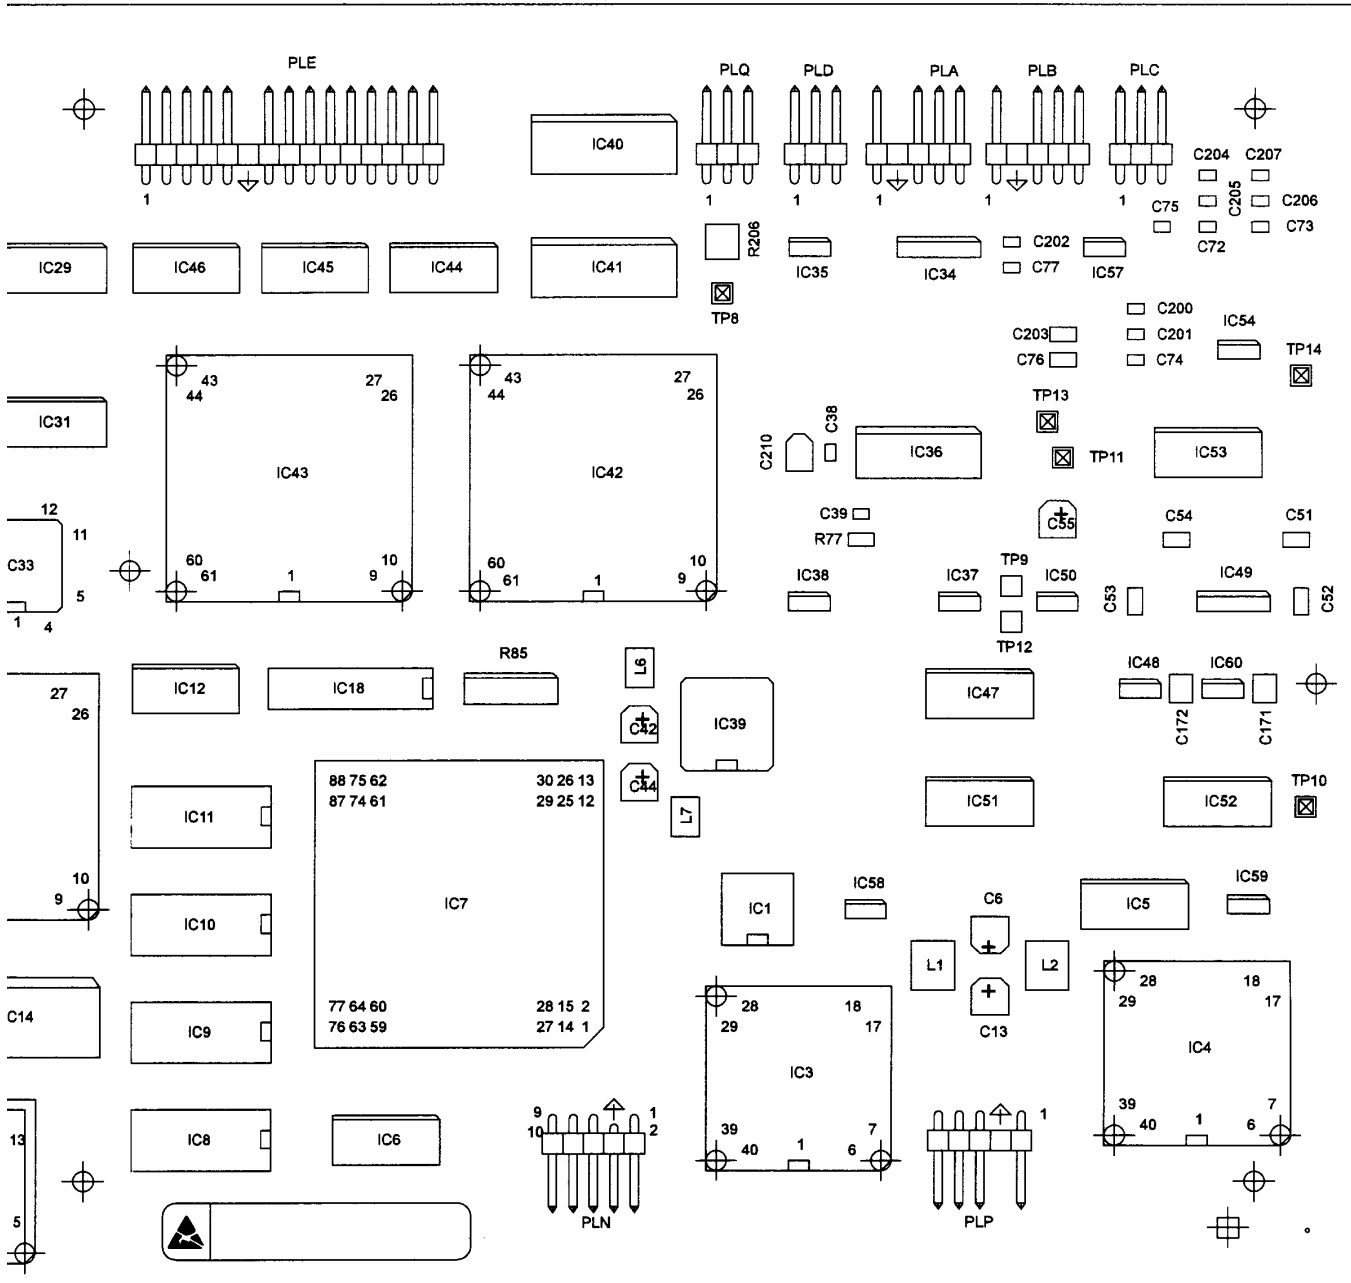 PLE
PLQ PLD PLA PLB PLC
IC40
C204 C207
1 1 1 1 1 1
C75 C205 C206
R206 C72 C73
C202
IC29 IC46 IC45 IC44 IC41 IC35 IC34 C77 IC57
TP8
C200
C203 C201 IC54
C76 C74 TP14
43 27 43 27
44 26 44 26
TP13
IC31 C38
C210 IC36 TP11 IC53
IC43 IC42
12
11
C39 C55 C54 C51
R77
C33
60 10 60 10
61 1 9 61 1 9
5
IC38 IC37 TP9 IC50 C53 IC49 C52
1 4
TP12
R85 L6 IC48 IC60
27 IC12 IC18 IC47
26
C42 IC39 C172 C171
88 75 62 30 26 13
87 74 61 29 25 12
C44
TP10
IC11 L7 IC51 IC52
10
9
IC58 IC59
IC10 IC7 IC1 C6 IC5
L1 L2
28 18 28 18
29 17 29 17
77 64 60 28 15 2
76 63 59 27 14 1
C14 IC9 C13
IC3 IC4
9 1 1
10 2
39 7 39 7
40 1 6 40 1 6
13 IC8 IC6
5
PLN PLP